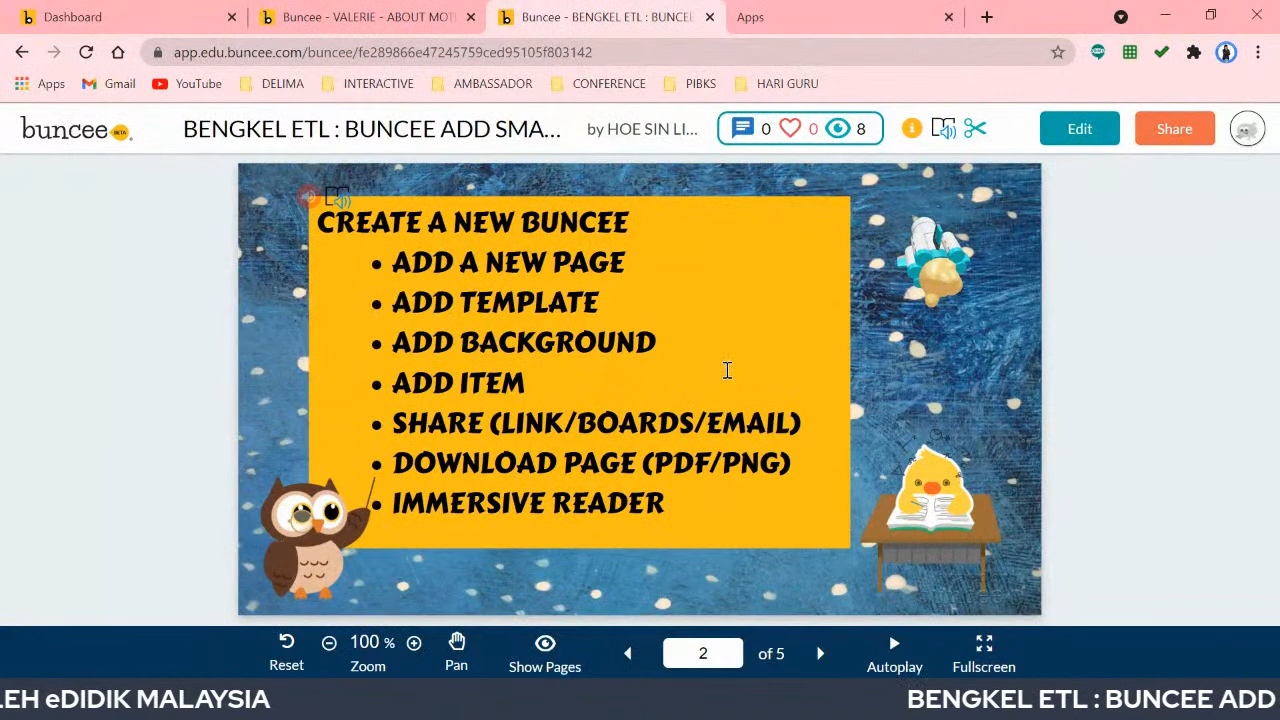 Dashboard
Buncee - VALERIE - ABOUT MOTI
Buncee - BENGKEL ETL : BUNCEE
Apps
app.edu.buncee.com/buncee/fe289866e47245759ced95105f803142
Apps
Gmail
YouTube
DELIMA
INTERACTIVE
AMBASSADOR
CONFERENCE
PIBKS
HARI GURU
buncee BETA
BENGKEL ETL : BUNCEE ADD SMA...
by HOE SIN LI...
0 0 8
Edit
Share
CREATE A NEW BUNCEE
• ADD A NEW PAGE
• ADD TEMPLATE
• ADD BACKGROUND
• ADD ITEM
• SHARE (LINK/BOARDS/EMAIL)
• DOWNLOAD PAGE (PDF/PNG)
• IMMERSIVE READER
Reset
100 %
Zoom
Pan
Show Pages
2 of 5
Autoplay
Fullscreen
LEH eDIDIK MALAYSIA
BENGKEL ETL : BUNCEE ADD